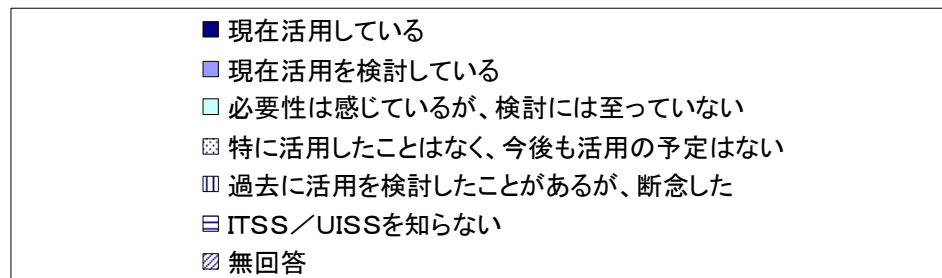 現在活用している
現在活用を検討している
必要性は感じているが、検討には至っていない
特に活用したことはなく、今後も活用の予定はない
過去に活用を検討したことがあるが、断念した
ITSS／UISSを知らない
無回答